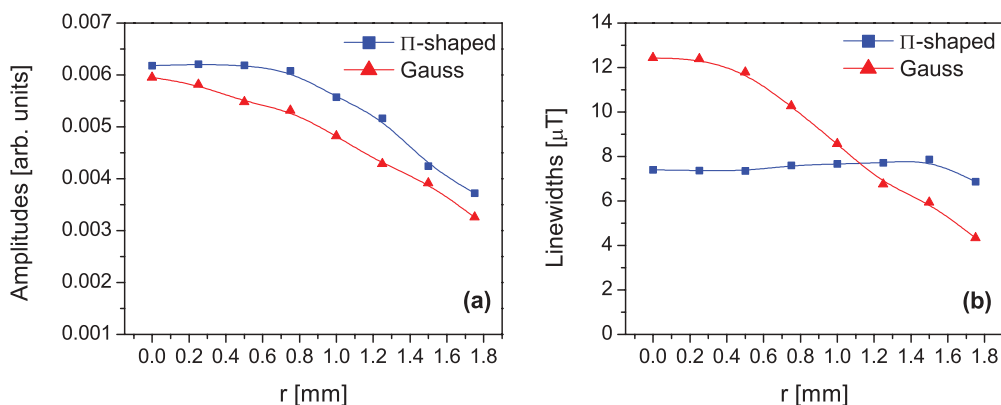 0.007
0.006
0.005
0.004
0.003
0.002
0.001
Amplitudes [arb. units]
Π-shaped
Gauss
(a)
0.0 0.2 0.4 0.6 0.8 1.0 1.2 1.4 1.6 1.8
r [mm]
14
12
10
8
6
4
2
0
Linewidths [μT]
Π-shaped
Gauss
(b)
0.0 0.2 0.4 0.6 0.8 1.0 1.2 1.4 1.6 1.8
r [mm]